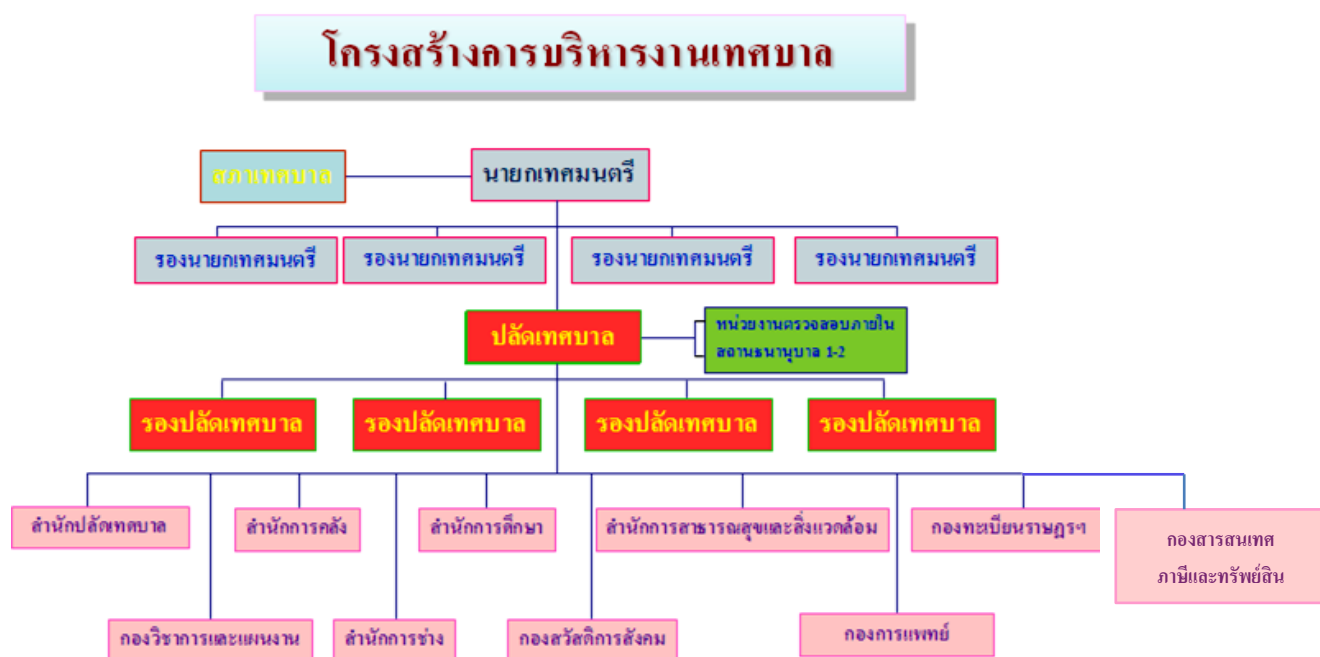 โครงสร้างการบริหารงานเทศบาล
สภาเทศบาล
นายกเทศมนตรี
รองนายกเทศมนตรี
รองนายกเทศมนตรี
รองนายกเทศมนตรี
รองนายกเทศมนตรี
ปลัดเทศบาล
หน่วยงานตรวจสอบภายใน
สถานธนานุบาล 1-2
รองปลัดเทศบาล
รองปลัดเทศบาล
รองปลัดเทศบาล
รองปลัดเทศบาล
สำนักปลัดเทศบาล
สำนักการคลัง
สำนักการศึกษา
สำนักการสาธารณสุขและสิ่งแวดล้อม
กองทะเบียนราษฎรฯ
กองสารสนเทศ
ภาษีและทรัพย์สิน
กองวิชาการและแผนงาน
สำนักการช่าง
กองสวัสดิการสังคม
กองการแพทย์